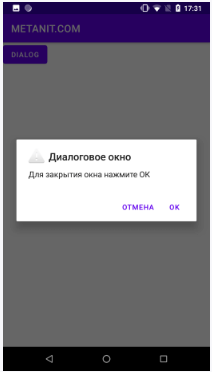 17:31
METANIT.COM
DIALOG
Диалоговое окно
Для закрытия окна нажмите ОК
ОТМЕНА ОК